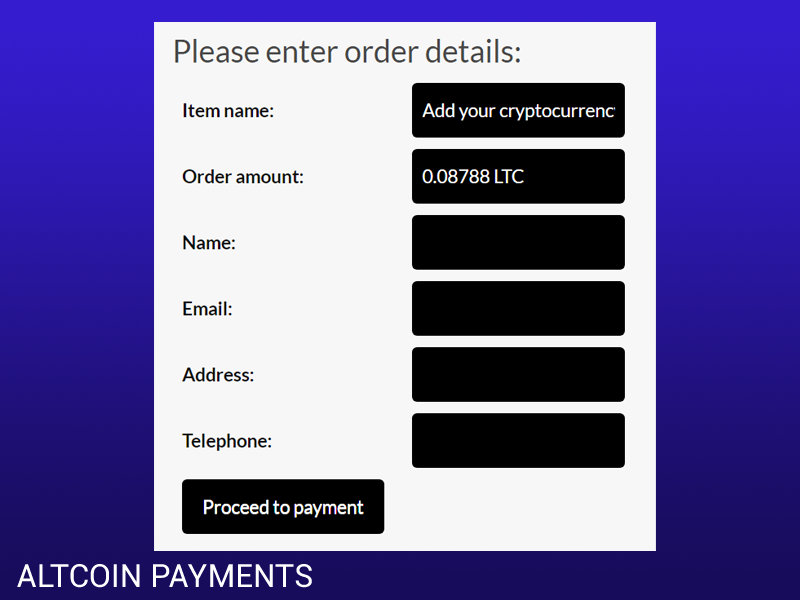 Please enter order details:
Item name: Add your cryptocurrenc
Order amount: 0.08788 LTC
Name:
Email:
Address:
Telephone:
Proceed to payment
ALTCOIN PAYMENTS